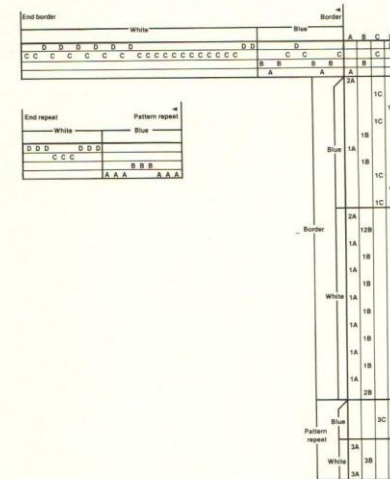 End border Border
White Blue
A B C
D D D D D D D D D D
C C C C C C C C C C C C C C C C C C C C C C
B B B B B
A A A
2A
1C
1C
1B
Blue 1A
1B
1C
1C
End repeat Pattern repeat
White Blue
D D D D D D
C C C
B B B
A A A A A A
2A
Border 12B
1A
1B
1A
1B
White 1A
1B
1A
1B
1A
1B
1A
2B
Blue 3C
Pattern
repeat
3A
White 3B
3A